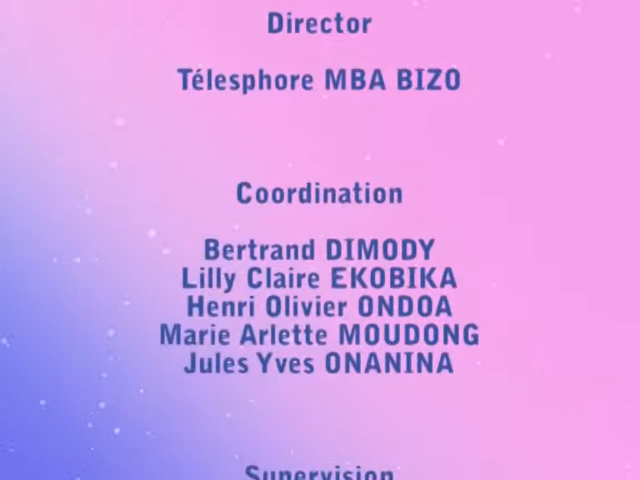 Director
Télesphore MBA BIZO
Coordination
Bertrand DIMODY
Lilly Claire EKOBIKA
Henri Olivier ONDOA
Marie Arlette MOUDONG
Jules Yves ONANINA
Supervision